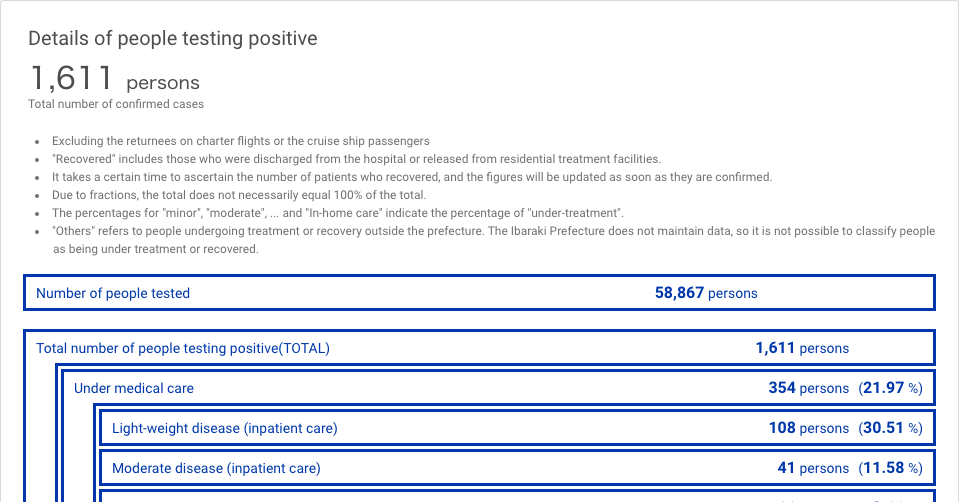 Details of people testing positive
1,611 persons
Total number of confirmed cases
• Excluding the returnees on charter flights or the cruise ship passengers
• "Recovered" includes those who were discharged from the hospital or released from residential treatment facilities.
• It takes a certain time to ascertain the number of patients who recovered, and the figures will be updated as soon as they are confirmed.
• Due to fractions, the total does not necessarily equal 100% of the total.
• The percentages for "minor", "moderate", ... and "In-home care" indicate the percentage of "under-treatment".
• "Others" refers to people undergoing treatment or recovery outside the prefecture. The Ibaraki Prefecture does not maintain data, so it is not possible to classify people
as being under treatment or recovered.
Number of people tested 58,867 persons
Total number of people testing positive(TOTAL) 1,611 persons
Under medical care 354 persons (21.97 %)
Light-weight disease (inpatient care) 108 persons (30.51 %)
Moderate disease (inpatient care) 41 persons (11.58 %)